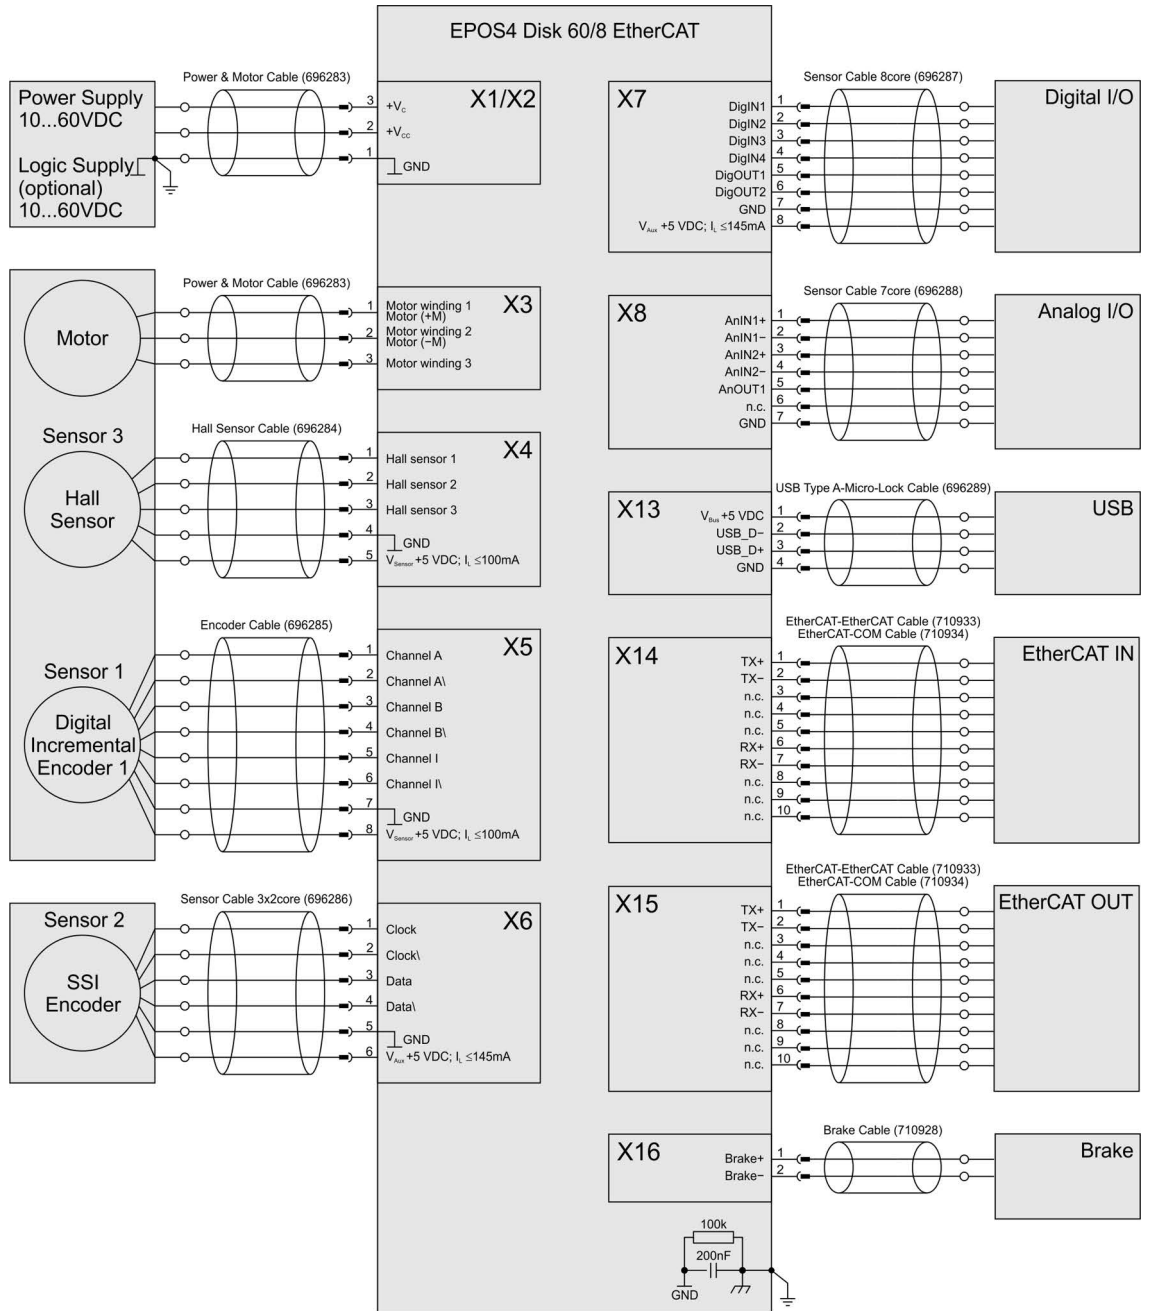 EPOS4 Disk 60/8 EtherCAT
Power & Motor Cable (696283)
Power Supply
10...60VDC
Logic Supply
(optional)
10...60VDC
X1/X2
3 +Vc
2 +Vcc
1
GND
Power & Motor Cable (696283)
Motor
X3
1 Motor winding 1
Motor (+M)
2 Motor winding 2
Motor (−M)
3 Motor winding 3
Sensor 3
Hall Sensor Cable (696284)
Hall
Sensor
X4
1 Hall sensor 1
2 Hall sensor 2
3 Hall sensor 3
4
GND
5 VSensor +5 VDC; IL ≤100mA
Encoder Cable (696285)
Sensor 1
Digital
Incremental
Encoder 1
X5
1 Channel A
2 Channel A\
3 Channel B
4 Channel B\
5 Channel I
6 Channel I\
7
GND
8 VSensor +5 VDC; IL ≤100mA
Sensor Cable 3x2core (696286)
Sensor 2
SSI
Encoder
X6
1 Clock
2 Clock\
3 Data
4 Data\
5
GND
6 VAux +5 VDC; IL ≤145mA
Sensor Cable 8core (696287)
X7
Digital I/O
DigIN1 1
DigIN2 2
DigIN3 3
DigIN4 4
DigOUT1 5
DigOUT2 6
GND 7
VAux +5 VDC; IL ≤145mA 8
Sensor Cable 7core (696288)
X8
Analog I/O
AnIN1+ 1
AnIN1− 2
AnIN2+ 3
AnIN2− 4
AnOUT1 5
n.c. 6
GND 7
USB Type A-Micro-Lock Cable (696289)
X13
USB
VBus +5 VDC 1
USB_D− 2
USB_D+ 3
GND 4
EtherCAT-EtherCAT Cable (710933)
EtherCAT-COM Cable (710934)
X14
EtherCAT IN
TX+ 1
TX− 2
n.c. 3
n.c. 4
n.c. 5
RX+ 6
RX− 7
n.c. 8
n.c. 9
n.c. 10
EtherCAT-EtherCAT Cable (710933)
EtherCAT-COM Cable (710934)
X15
EtherCAT OUT
TX+ 1
TX− 2
n.c. 3
n.c. 4
n.c. 5
RX+ 6
RX− 7
n.c. 8
n.c. 9
n.c. 10
Brake Cable (710928)
X16
Brake
Brake+ 1
Brake− 2
100k
200nF
GND